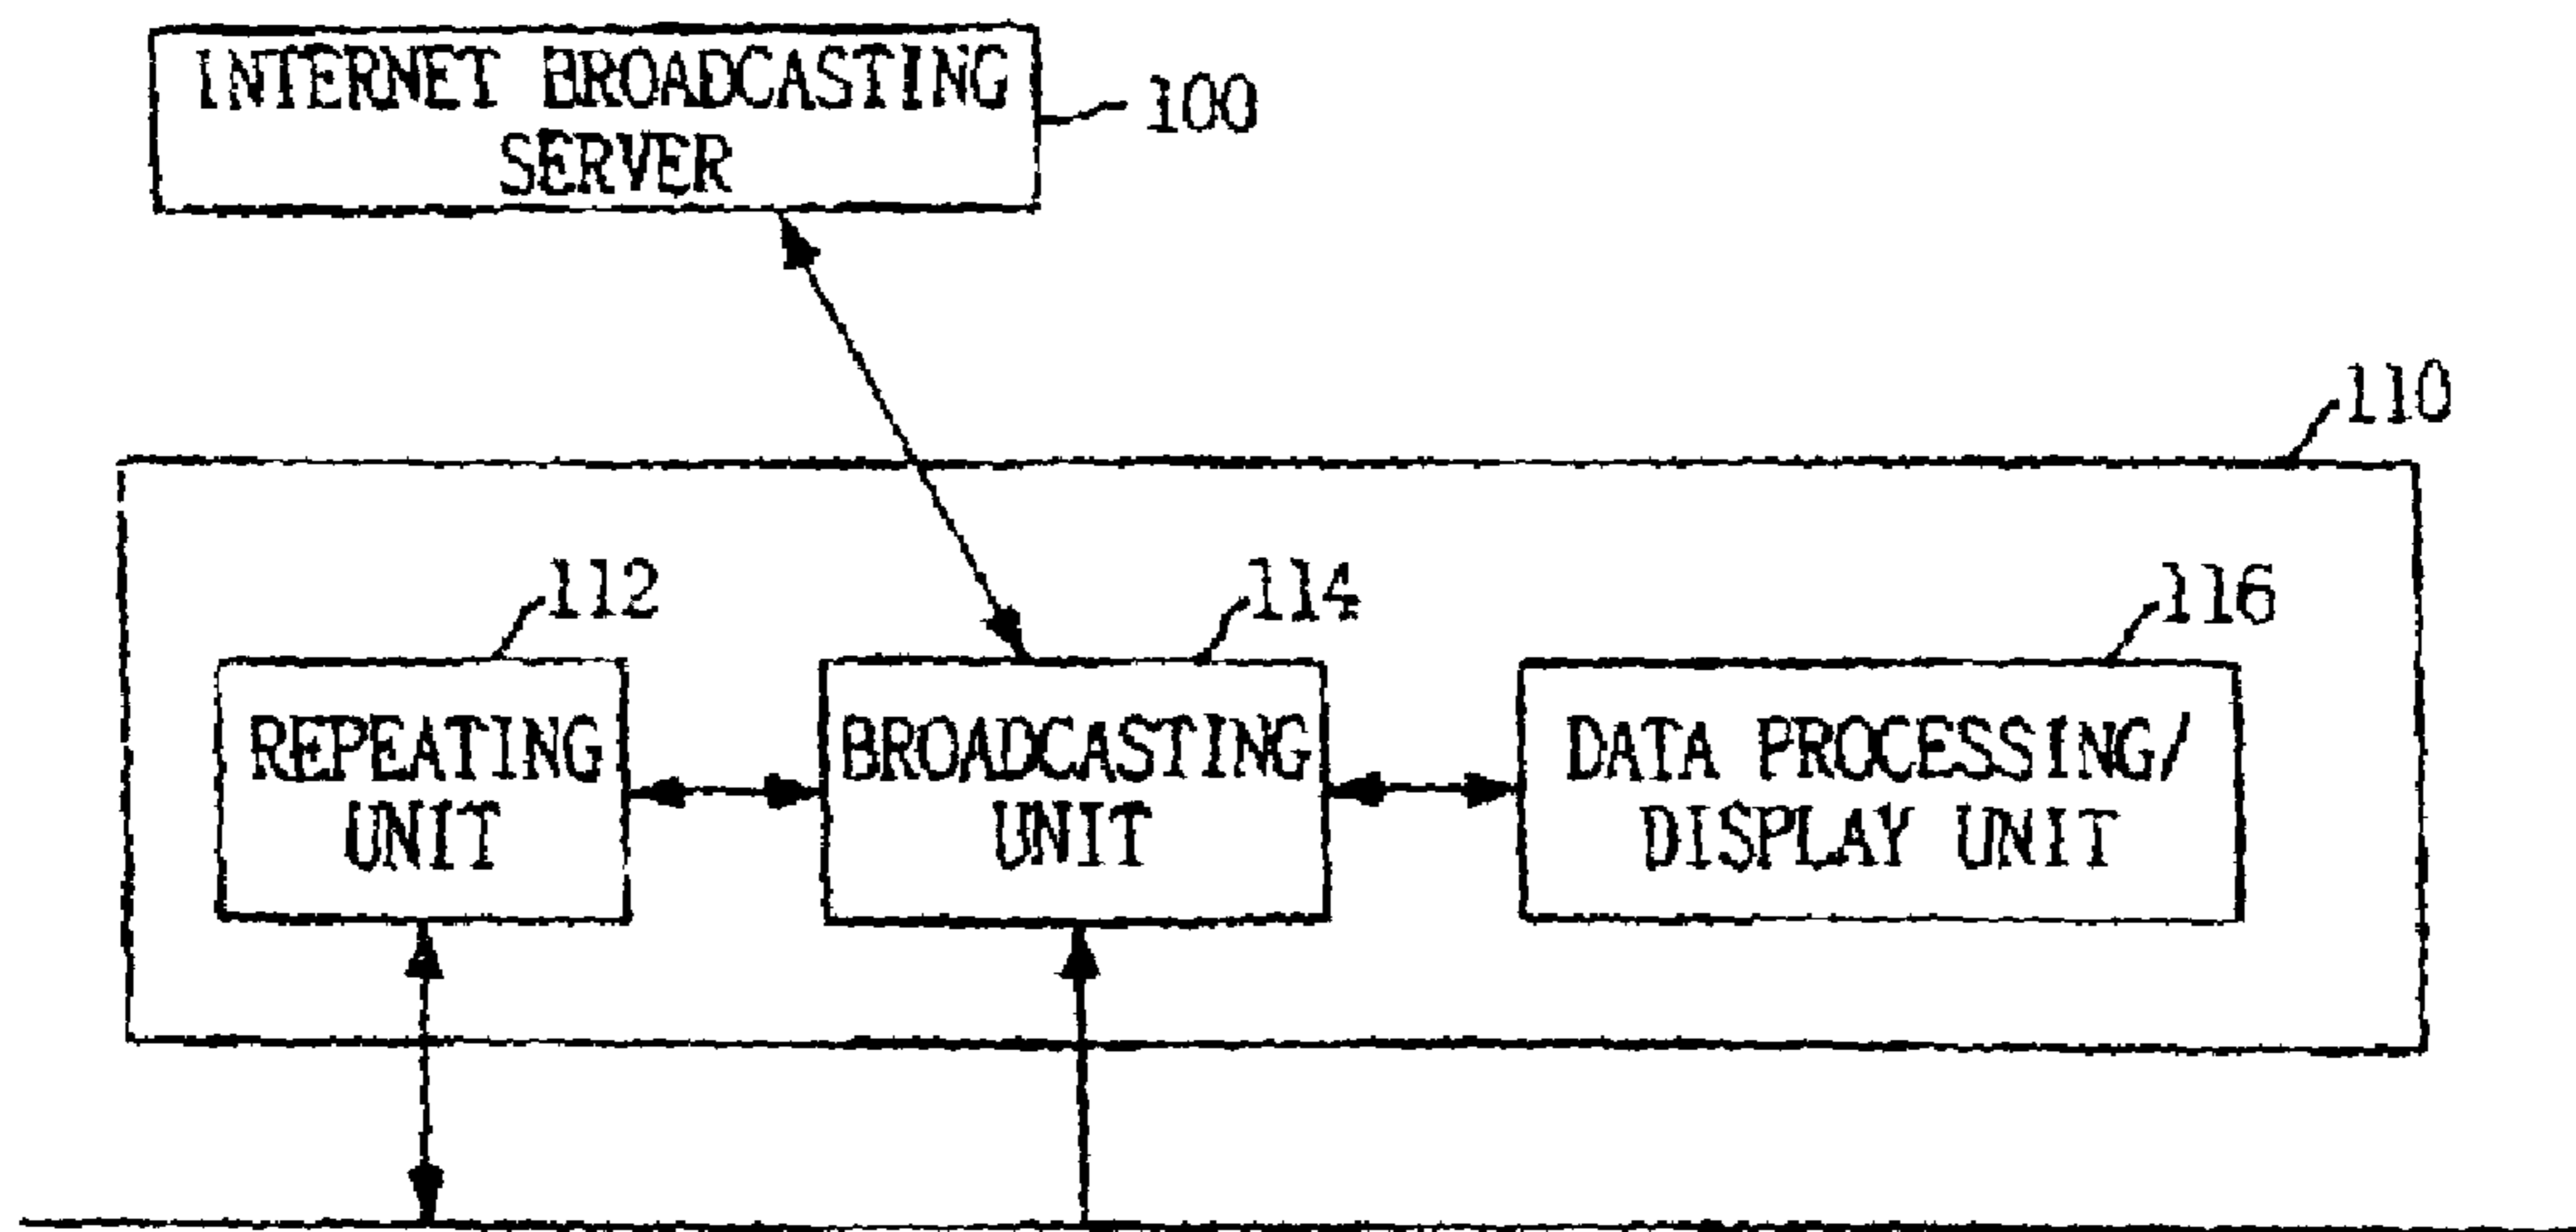 INTERNET BROADCASTING
SERVER
100
110
112
114
116
REPEATING
UNIT
BROADCASTING
UNIT
DATA PROCESSING/
DISPLAY UNIT